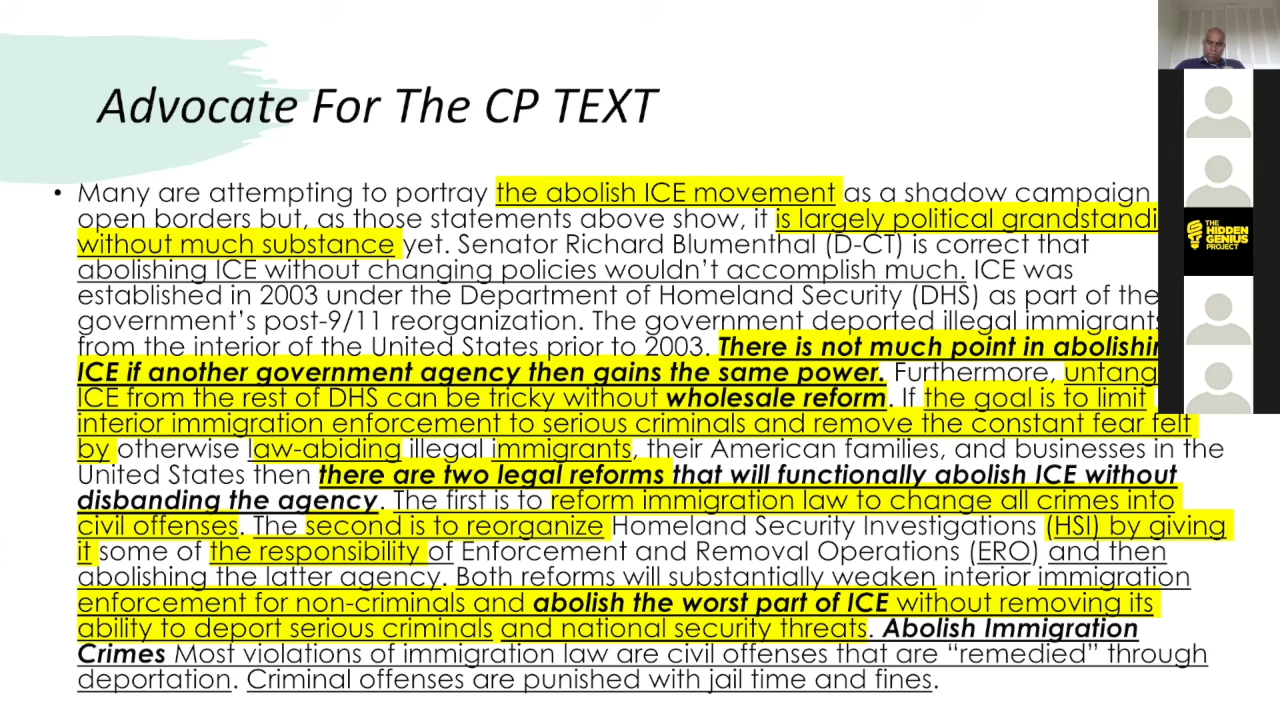 Advocate For The CP TEXT
• Many are attempting to portray the abolish ICE movement as a shadow campaign
open borders but, as those statements above show, it is largely political grandstandi
without much substance yet. Senator Richard Blumenthal (D-CT) is correct that
abolishing ICE without changing policies wouldn't accomplish much. ICE was
established in 2003 under the Department of Homeland Security (DHS) as part of the
government's post-9/11 reorganization. The government deported illegal immigrants
from the interior of the United States prior to 2003. There is not much point in abolishin
ICE if another government agency then gains the same power. Furthermore, untang
ICE from the rest of DHS can be tricky without wholesale reform. If the goal is to limit
interior immigration enforcement to serious criminals and remove the constant fear felt
by otherwise law-abiding illegal immigrants, their American families, and businesses in the
United States then there are two legal reforms that will functionally abolish ICE without
disbanding the agency. The first is to reform immigration law to change all crimes into
civil offenses. The second is to reorganize Homeland Security Investigations (HSI) by giving
it some of the responsibility of Enforcement and Removal Operations (ERO) and then
abolishing the latter agency. Both reforms will substantially weaken interior immigration
enforcement for non-criminals and abolish the worst part of ICE without removing its
ability to deport serious criminals and national security threats. Abolish Immigration
Crimes Most violations of immigration law are civil offenses that are “remedied” through
deportation. Criminal offenses are punished with jail time and fines.
THE
HIDDEN
GENIUS
PROJECT